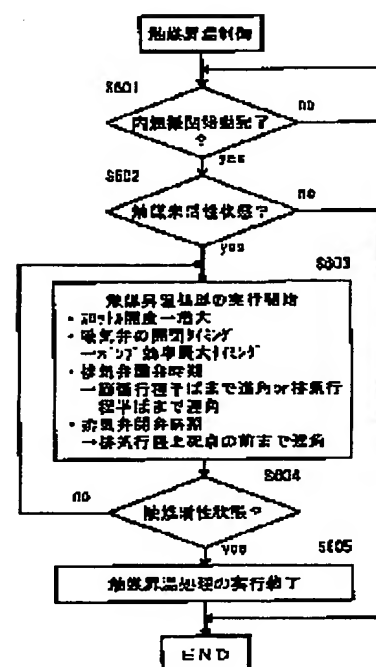 触媒昇温制御
S601
内燃機関始動完了
?
no
yes
S602
触媒未活性状態?
no
yes
S603
触媒昇温処理の実行開始
・スロットル開度→最大
・吸気弁の開閉タイミング
→ポンプ効率最大タイミング
・排気弁開弁時期
→膨張行程半ばまで進角or排気行
程半ばまで遅角
・排気弁閉弁時期
→排気行程上死点の前まで進角
S604
no
触媒活性状態?
yes
S605
触媒昇温処理の実行終了
END